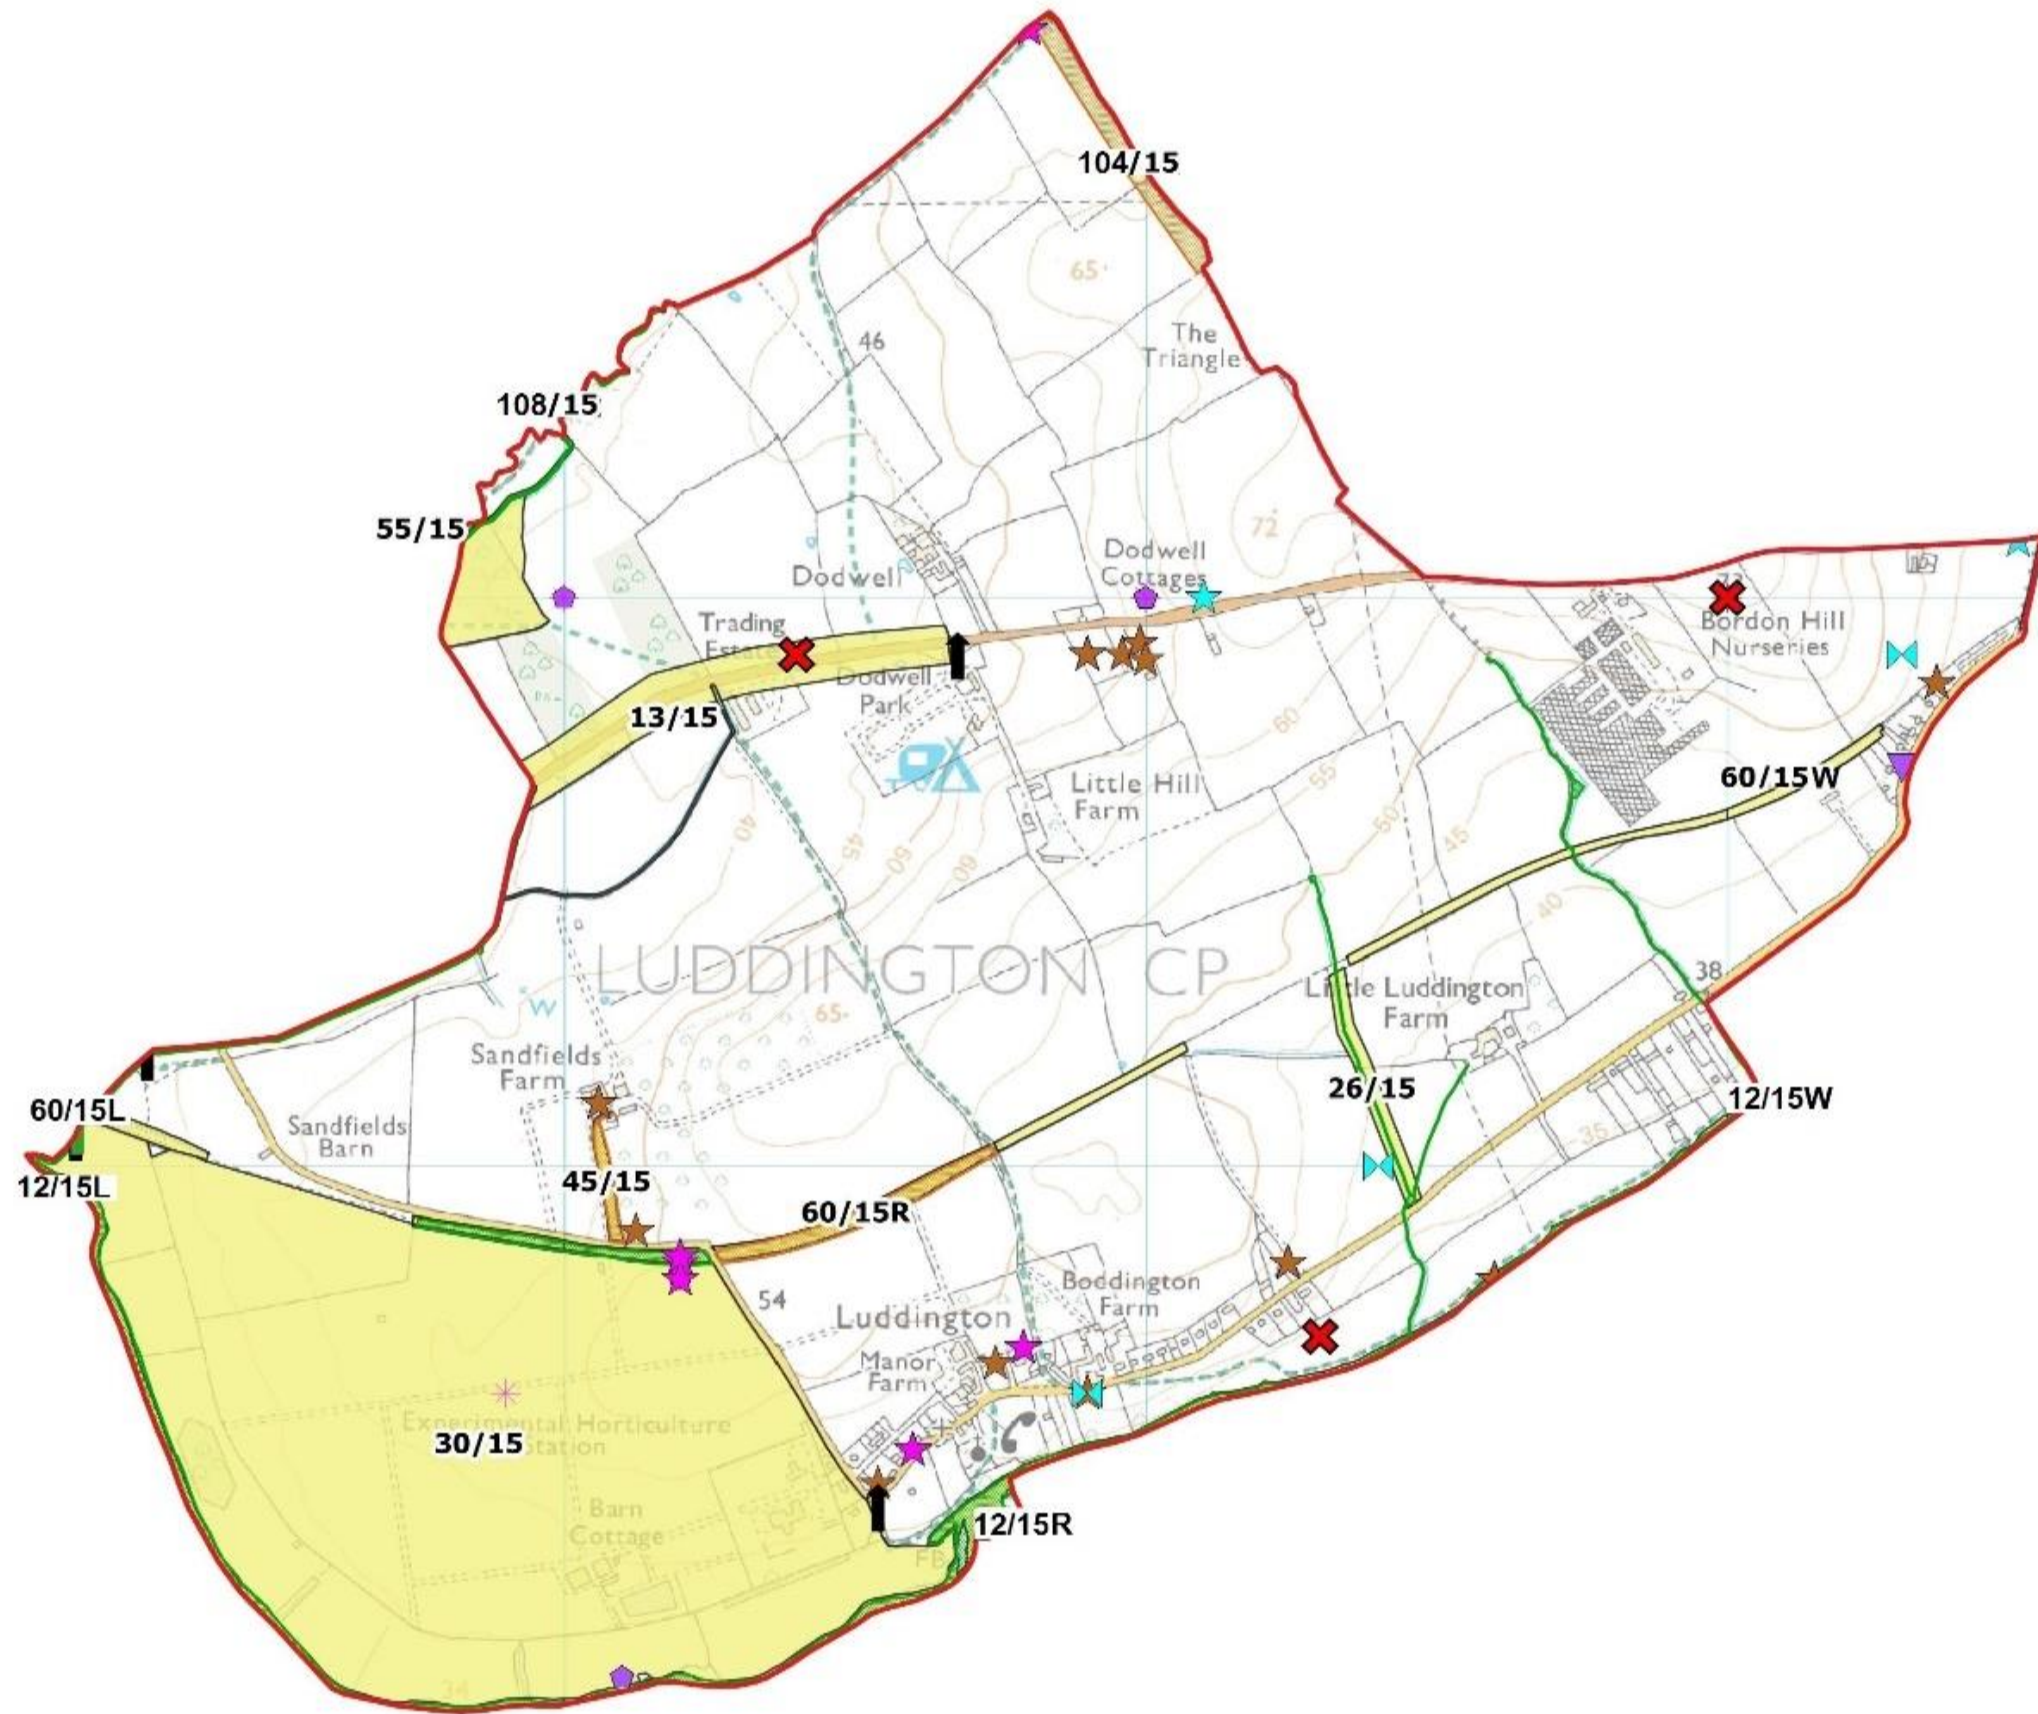 104/15
65
The
Triangle
46
108/15
55/15
72
Dodwell
Cottages
Dodwell
Trading
Estate
Bordon Hill
Nurseries
Dodwell
Park
13/15
60
60/15W
Little Hill
Farm
55
50
45
40
45
50
60
40
LUDDINGTON CP
38
Little Luddington
Farm
65
W
Sandfields
Farm
26/15
12/15W
60/15L
Sandfields
Barn
35
45/15
12/15L
60/15R
54
Boddington
Farm
Luddington
Manor
Farm
Experimental Horticulture
Station
30/15
Barn
Cottage
12/15R
FB
34